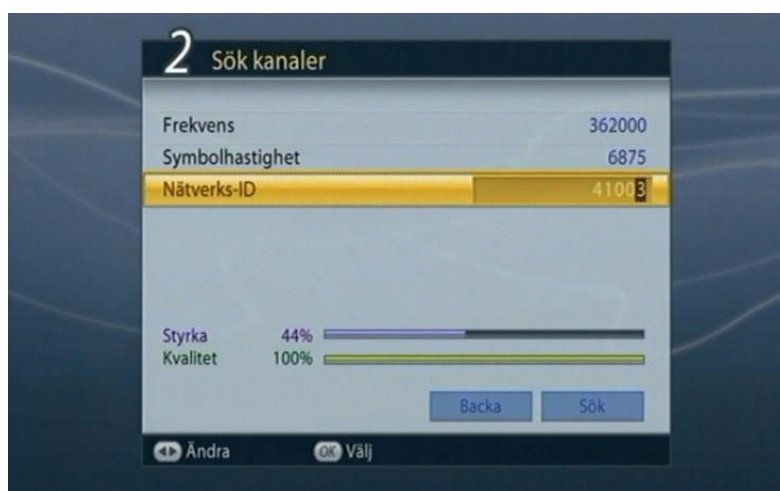 2 Sök kanaler
Frekvens 362000
Symbolhastighet 6875
Nätverks-ID 41003
Styrka 44%
Kvalitet 100%
Backa Sök
Ändra OK Välj